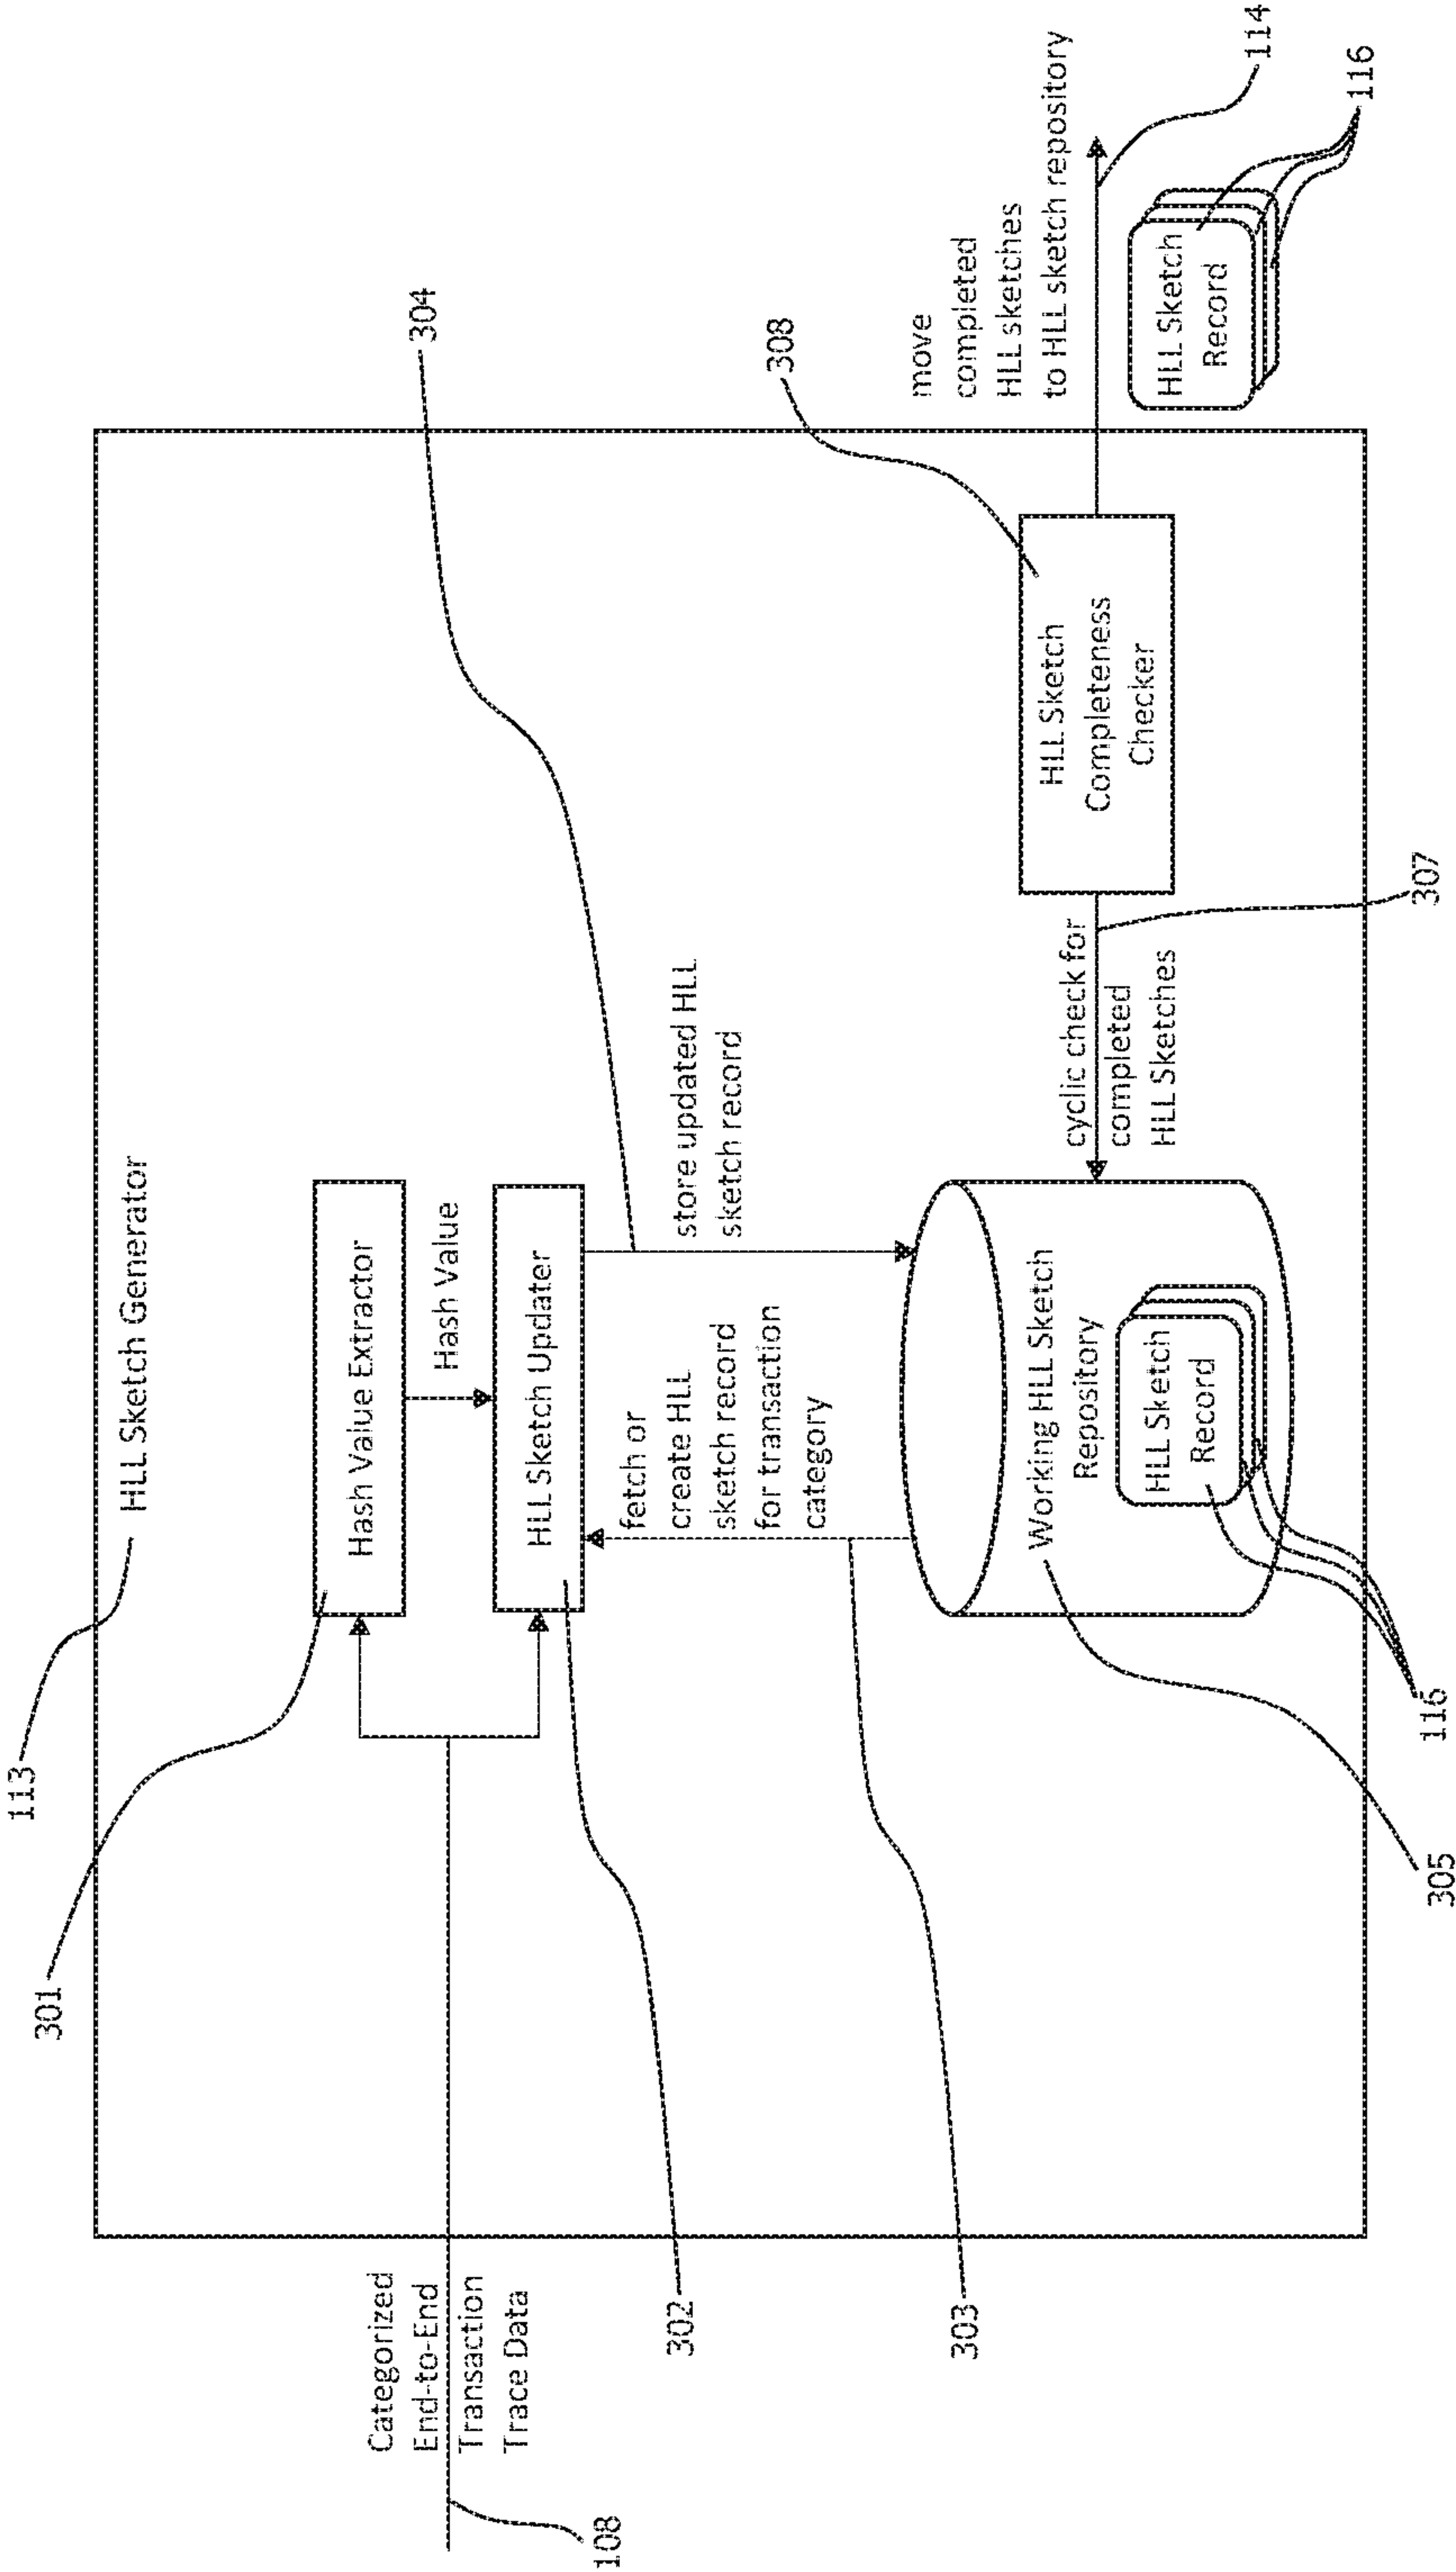 113
HLL Sketch Generator
301
Hash Value Extractor
Hash Value
304
Categorized
End-to-End
Transaction
Trace Data
108
HLL Sketch Updater
302
fetch or
create HLL
sketch record
for transaction
category
store updated HLL
sketch record
303
308
move
completed
HLL sketches
to HLL sketch repository
114
Working HLL Sketch
Repository
HLL Sketch
Record
cyclic check for
completed
HLL Sketches
HLL Sketch
Completeness
Checker
HLL Sketch
Record
116
305
116
307